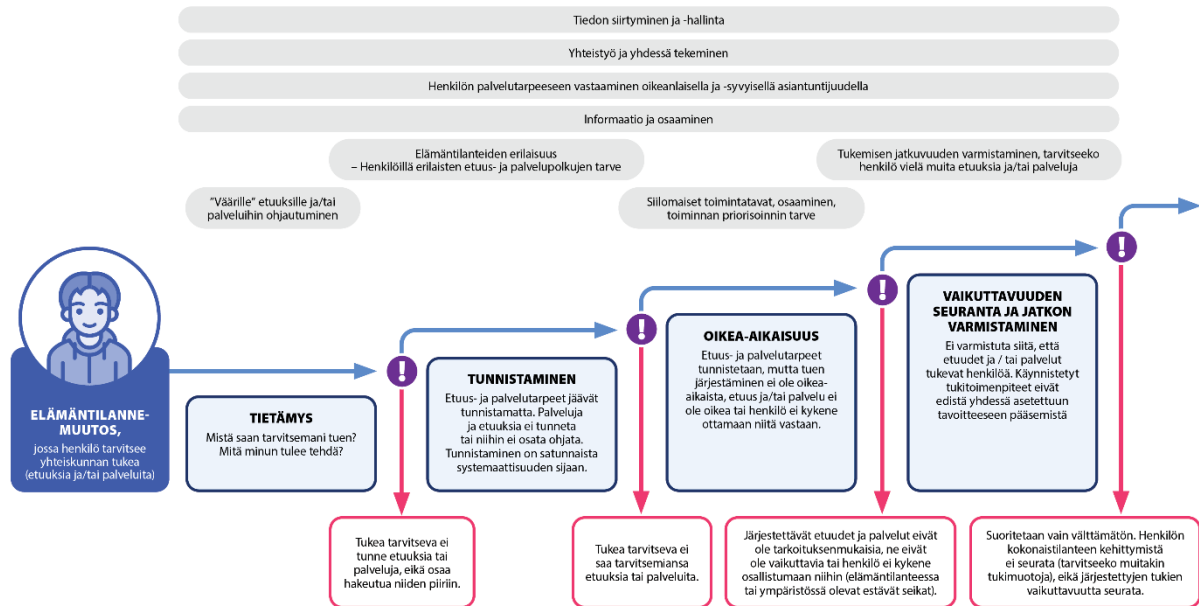 Tiedon siirtyminen ja -hallinta
Yhteistyö ja yhdessä tekeminen
Henkilön palvelutarpeeseen vastaaminen oikeanlaisella ja -syvyisellä asiantuntijuudella
Informaatio ja osaaminen
Elämäntilanteiden erilaisuus
– Henkilöillä erilaisten etuus- ja palvelupolkujen tarve
Tukemisen jatkuvuuden varmistaminen, tarvitseeko
henkilö vielä muita etuuksia ja/tai palveluja
"Väärille" etuuksille ja/tai
palveluihin ohjautuminen
Siilomaiset toimintatavat, osaaminen,
toiminnan priorisoinnin tarve
ELÄMÄNTILANNE-
MUUTOS,
jossa henkilö tarvitsee
yhteiskunnan tukea
(etuuksia ja/tai palveluita)
TIETÄMYS
Mistä saan tarvitsemani tuen?
Mitä minun tulee tehdä?
!
Tukea tarvitseva ei
tunne etuuksia tai
palveluja, eikä osaa
hakeutua niiden piiriin.
TUNNISTAMINEN
Etuus- ja palvelutarpeet jäävät
tunnistamatta. Palveluja
ja etuuksia ei tunneta
tai niihin ei osata ohjata.
Tunnistaminen on satunnaista
systemaattisuuden sijaan.
!
Tukea tarvitseva ei
saa tarvitsemiansa
etuuksia tai palveluita.
OIKEA-AIKAISUUS
Etuus- ja palvelutarpeet
tunnistetaan, mutta tuen
järjestäminen ei ole oikea-
aikaista, etuus ja/tai palvelu ei
ole oikea tai henkilö ei kykene
ottamaan niitä vastaan.
!
Järjestettävät etuudet ja palvelut eivät
ole tarkoituksenmukaisia, ne eivät
ole vaikuttavia tai henkilö ei kykene
osallistumaan niihin (elämäntilanteessa
tai ympäristössä olevat estävät seikat).
VAIKUTTAVUUDEN
SEURANTA JA JATKON
VARMISTAMINEN
Ei varmistuta siitä, että
etuudet ja / tai palvelut
tukevat henkilöä. Käynnistetyt
tukitoimenpiteet eivät
edistä yhdessä asetettuun
tavoitteeseen pääsemistä
!
Suoritetaan vain välttämätön. Henkilön
kokonaistilanteen kehittymistä
ei seurata (tarvitseeko muitakin
tukimuotoja), eikä järjestettyjen tukien
vaikuttavuutta seurata.